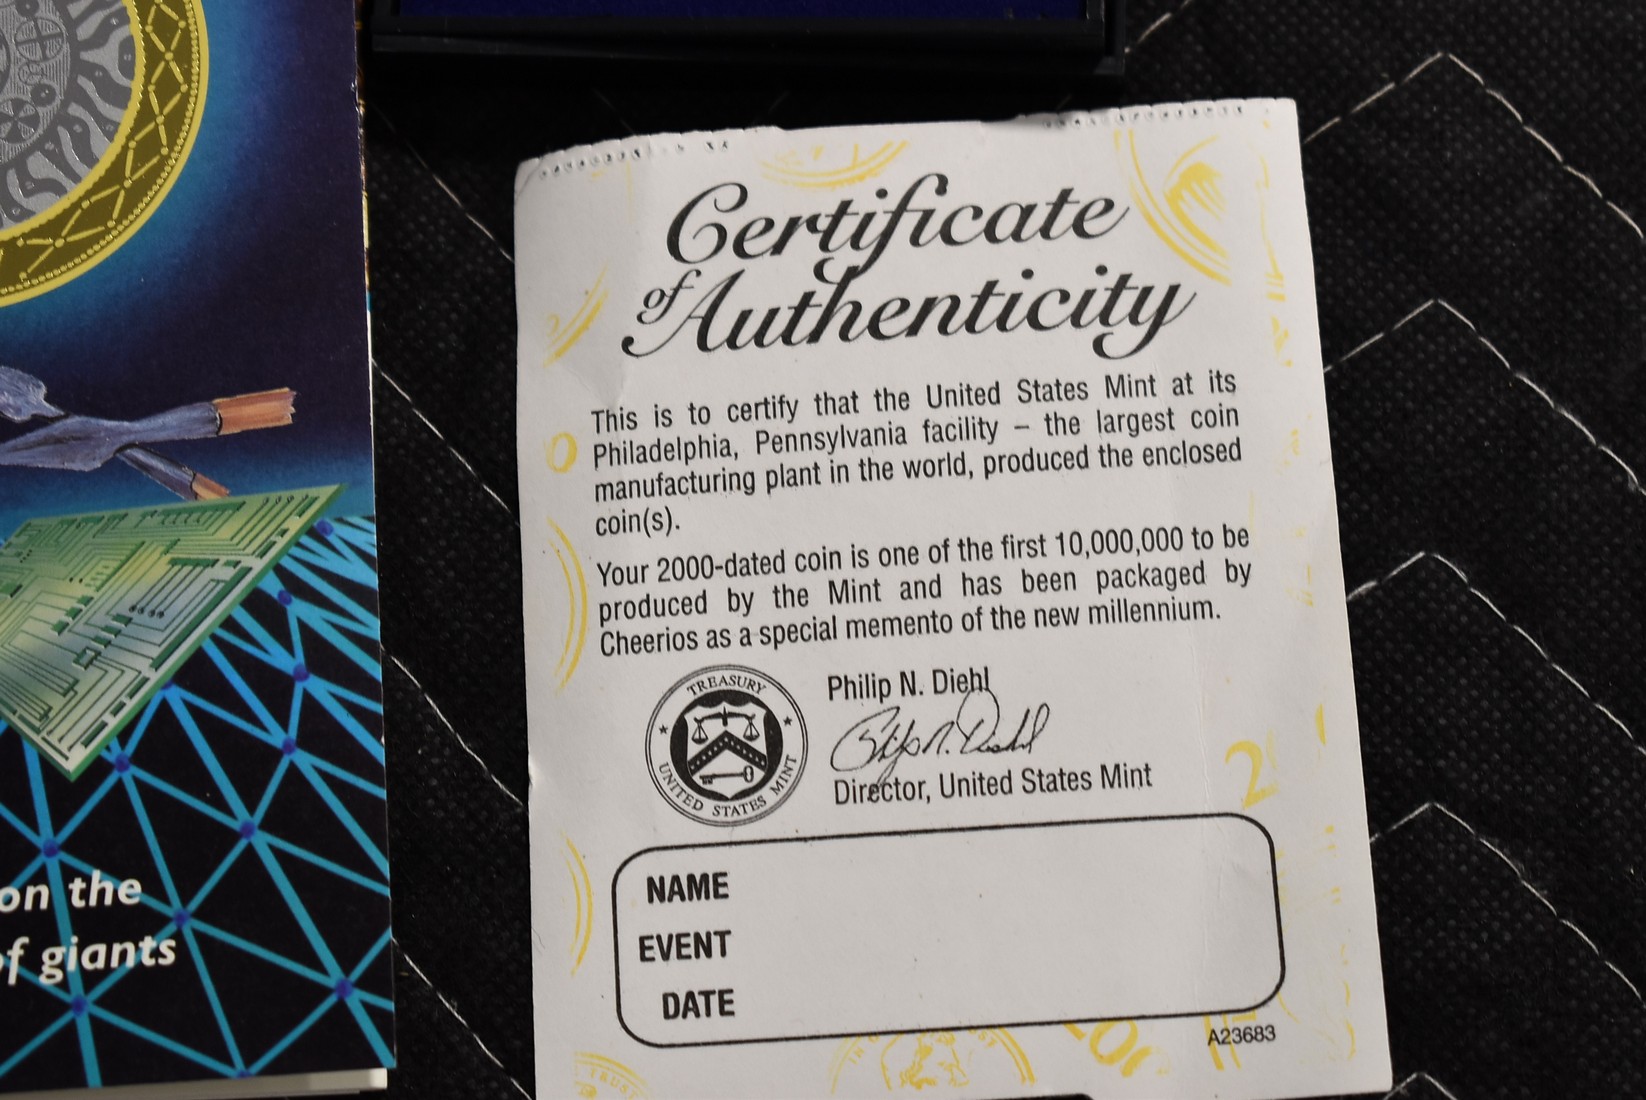 on the
of giants
Certificate
of Authenticity
This is to certify that the United States Mint at its
Philadelphia, Pennsylvania facility – the largest coin
manufacturing plant in the world, produced the enclosed
coin(s).
Your 2000-dated coin is one of the first 10,000,000 to be
produced by the Mint and has been packaged by
Cheerios as a special memento of the new millennium.
TREASURY
UNITED STATES MINT
Philip N. Diehl
Philip N. Diehl
Director, United States Mint
NAME
EVENT
DATE
A23683